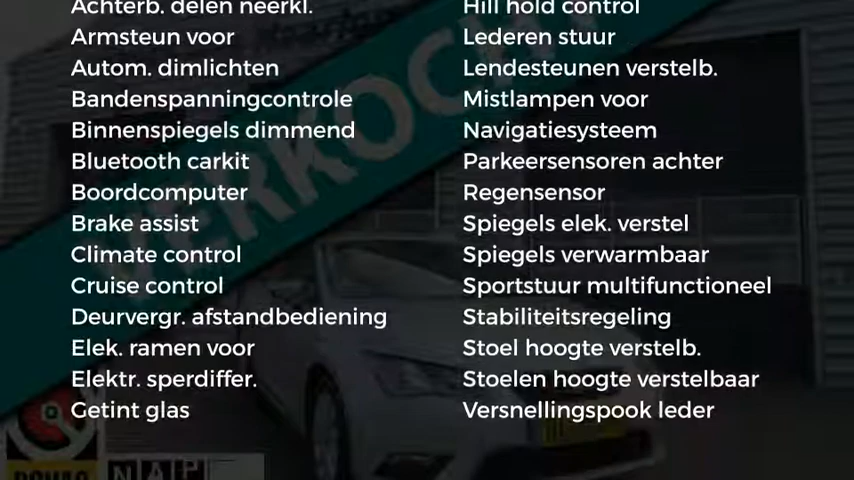 Achterb. delen neerkl.
Armsteun voor
Autom. dimlichten
Bandenspanningcontrole
Binnenspiegels dimmend
Bluetooth carkit
Boordcomputer
Brake assist
Climate control
Cruise control
Deurvergr. afstandbediening
Elek. ramen voor
Elektr. sperdiffer.
Getint glas
Hill hold control
Lederen stuur
Lendesteunen verstelb.
Mistlampen voor
Navigatiesysteem
Parkeersensoren achter
Regensensor
Spiegels elek. verstel
Spiegels verwarmbaar
Sportstuur multifunctioneel
Stabiliteitsregeling
Stoel hoogte verstelb.
Stoelen hoogte verstelbaar
Versnellingspook leder
VERKOCHT
BOVAG
NAP